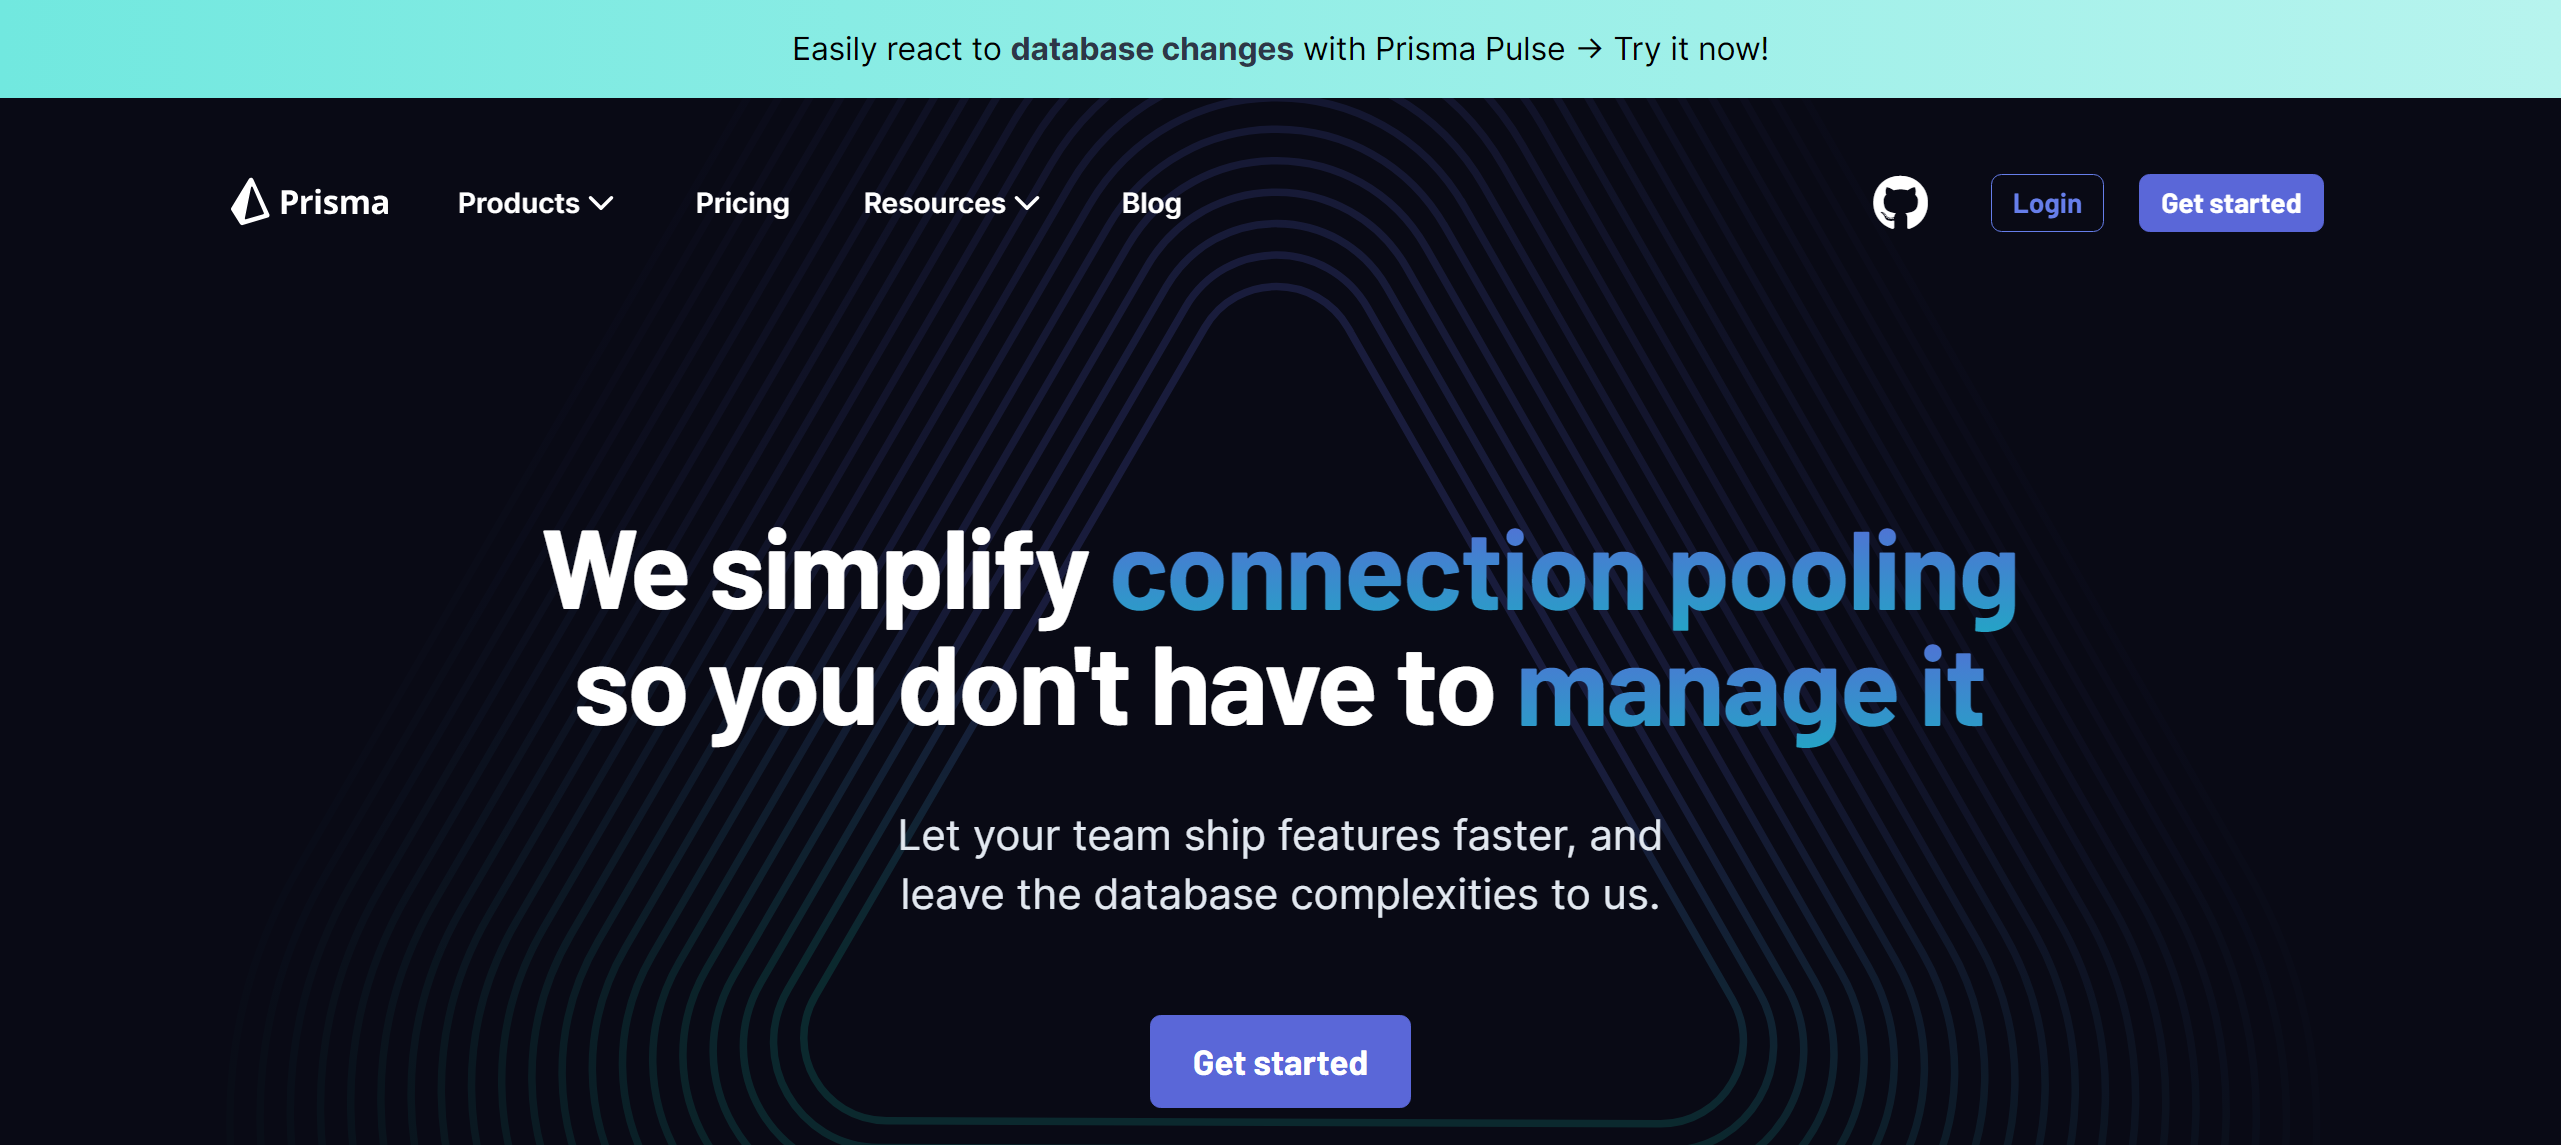 Easily react to database changes with Prisma Pulse → Try it now!
Prisma Products Pricing Resources Blog Login Get started
We simplify connection pooling
so you don't have to manage it
Let your team ship features faster, and
leave the database complexities to us.
Get started